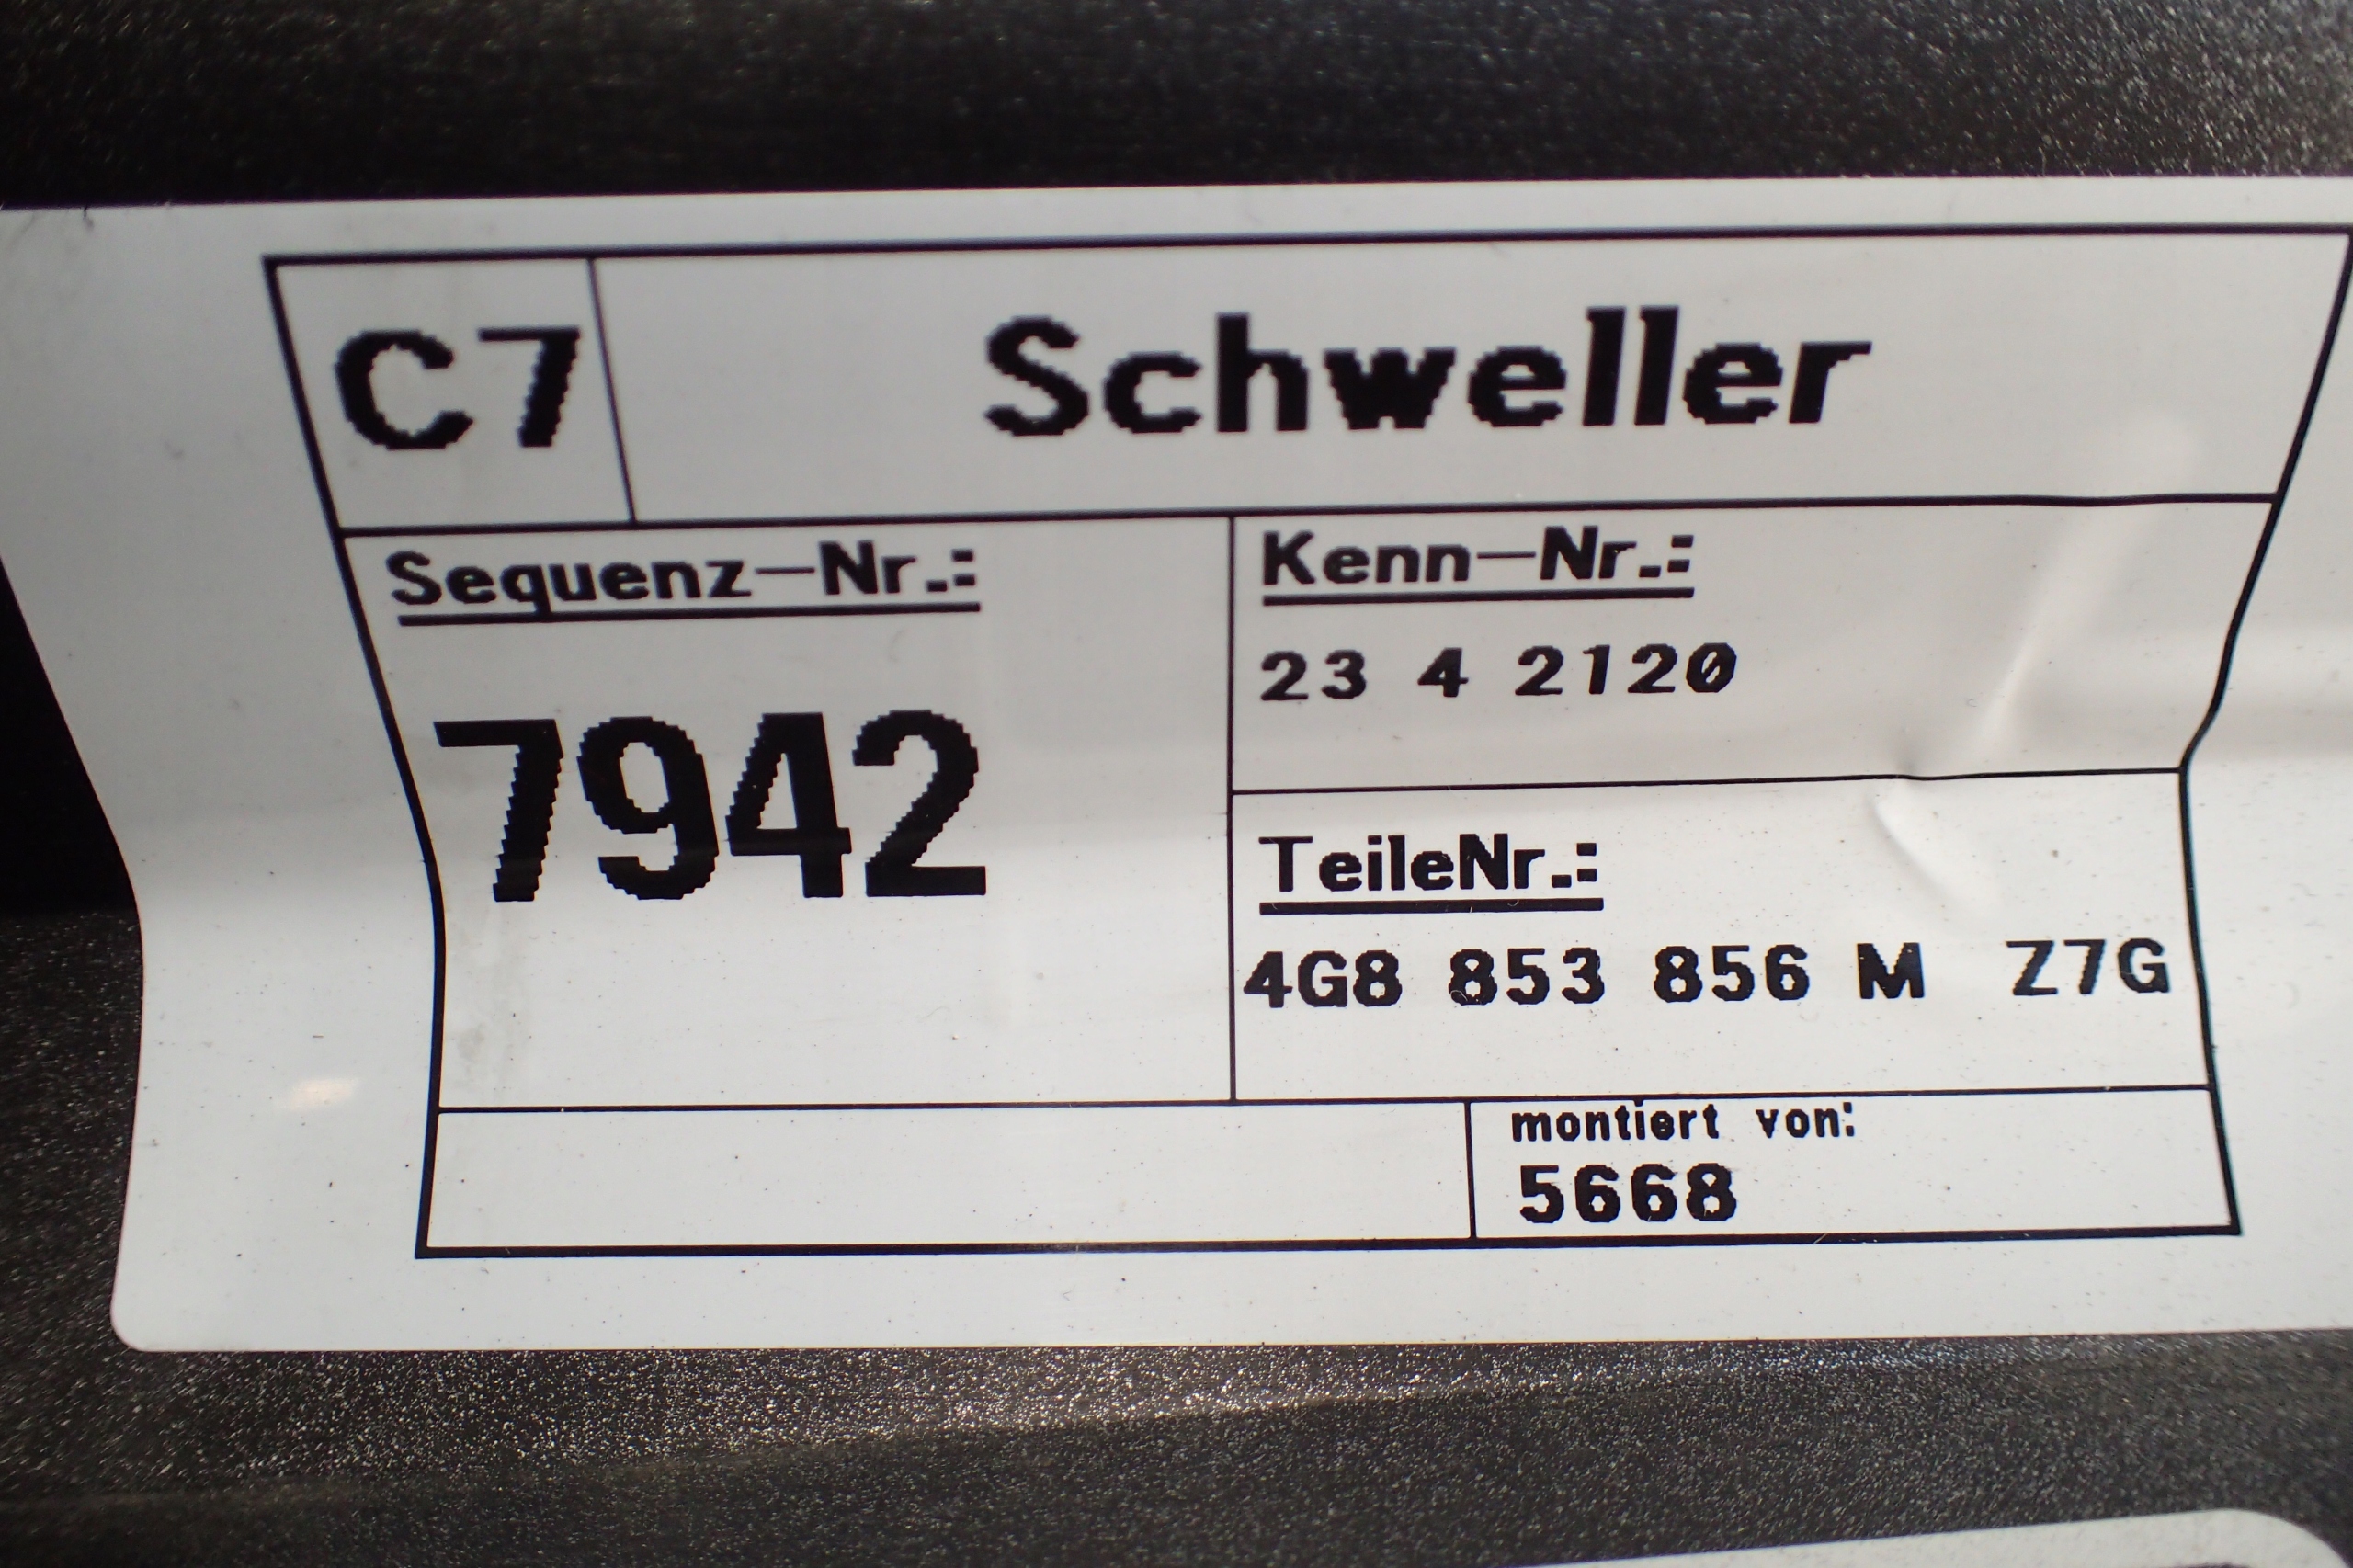 C7 Schweller
Sequenz-Nr.:
7942
Kenn-Nr.:
23 4 2120
TeileNr.:
4G8 853 856 M Z7G
montiert von:
5668